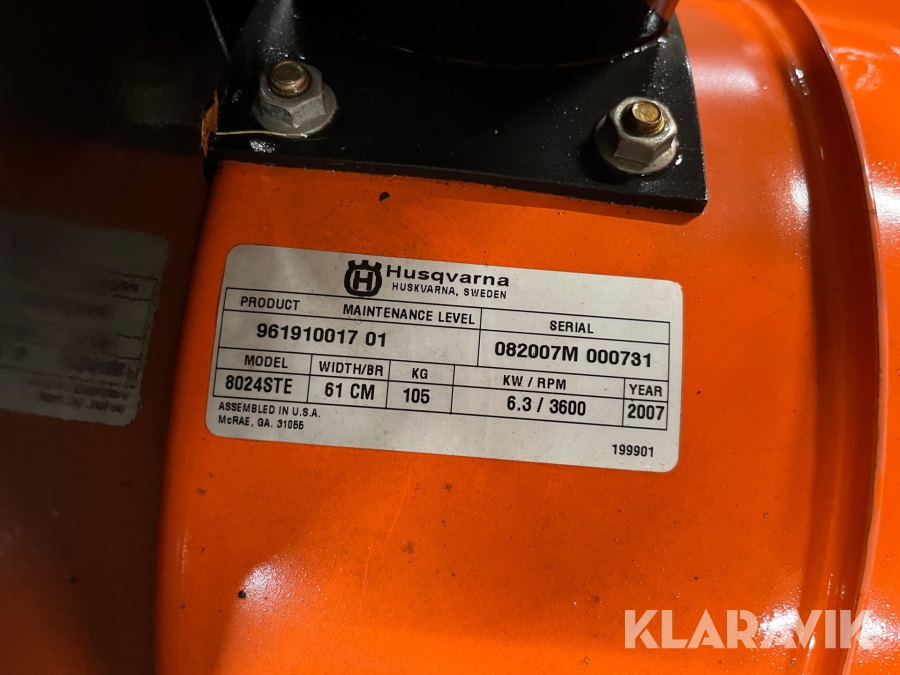 Husqvarna
HUSKVARNA, SWEDEN
PRODUCT MAINTENANCE LEVEL SERIAL
961910017 01 082007M 000731
MODEL WIDTH/BR KG KW / RPM YEAR
8024STE 61 CM 105 6.3 / 3600 2007
ASSEMBLED IN U.S.A.
McRAE, GA. 31055
199901
KLARAVIK